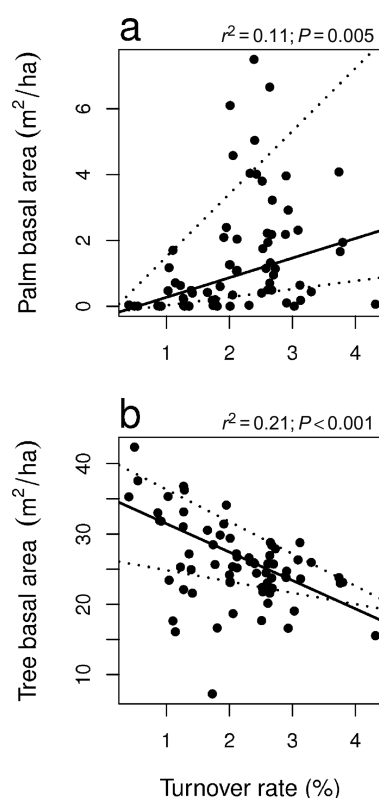 a
r² = 0.11; P = 0.005
Palm basal area (m²/ha)
6
4
2
0
1 2 3 4
b
r² = 0.21; P < 0.001
Tree basal area (m²/ha)
40
30
20
10
1 2 3 4
Turnover rate (%)